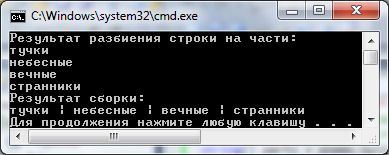 C:\Windows\system32\cmd.exe
Результат разбиения строки на части:
тучки
небесные
вечные
странники
Результат сборки:
тучки ¦ небесные ¦ вечные ¦ странники
Для продолжения нажмите любую клавишу . . .